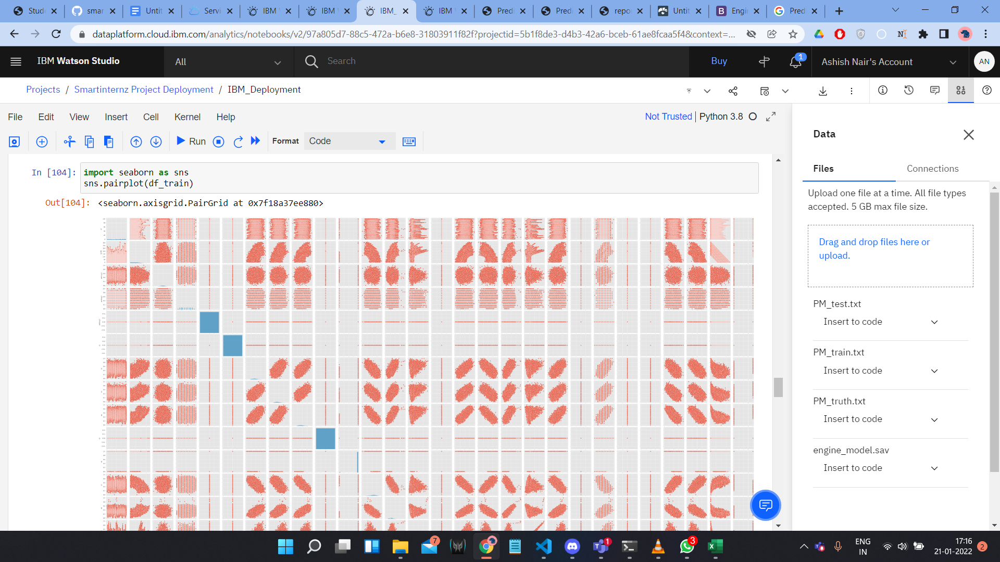 Stude
smar
Untit
Servi
IBM
IBM
IBM_
IBM
Predi
Predi
repo
Untit
Engi
Pred
dataplatform.cloud.ibm.com/analytics/notebooks/v2/97a805d7-88c5-472a-b6e8-31803911f82f?projectid=5b1f8de3-d4b3-42a6-bceb-61ae8fcaa5f4&context=...
IBM Watson Studio
All
Search
Buy
1
Ashish Nair's Account
AN
Projects / Smartinternz Project Deployment / IBM_Deployment
File Edit View Insert Cell Kernel Help
Not Trusted Python 3.8
Run
Format
Code
In [104]:
import seaborn as sns
sns.pairplot(df_train)
Out[104]: <seaborn.axisgrid.PairGrid at 0x7f18a37ee880>
Data
Files
Connections
Upload one file at a time. All file types
accepted. 5 GB max file size.
Drag and drop files here or
upload.
PM_test.txt
Insert to code
PM_train.txt
Insert to code
PM_truth.txt
Insert to code
engine_model.sav
Insert to code
7
1
3
ENG
IN
17:16
21-01-2022
2